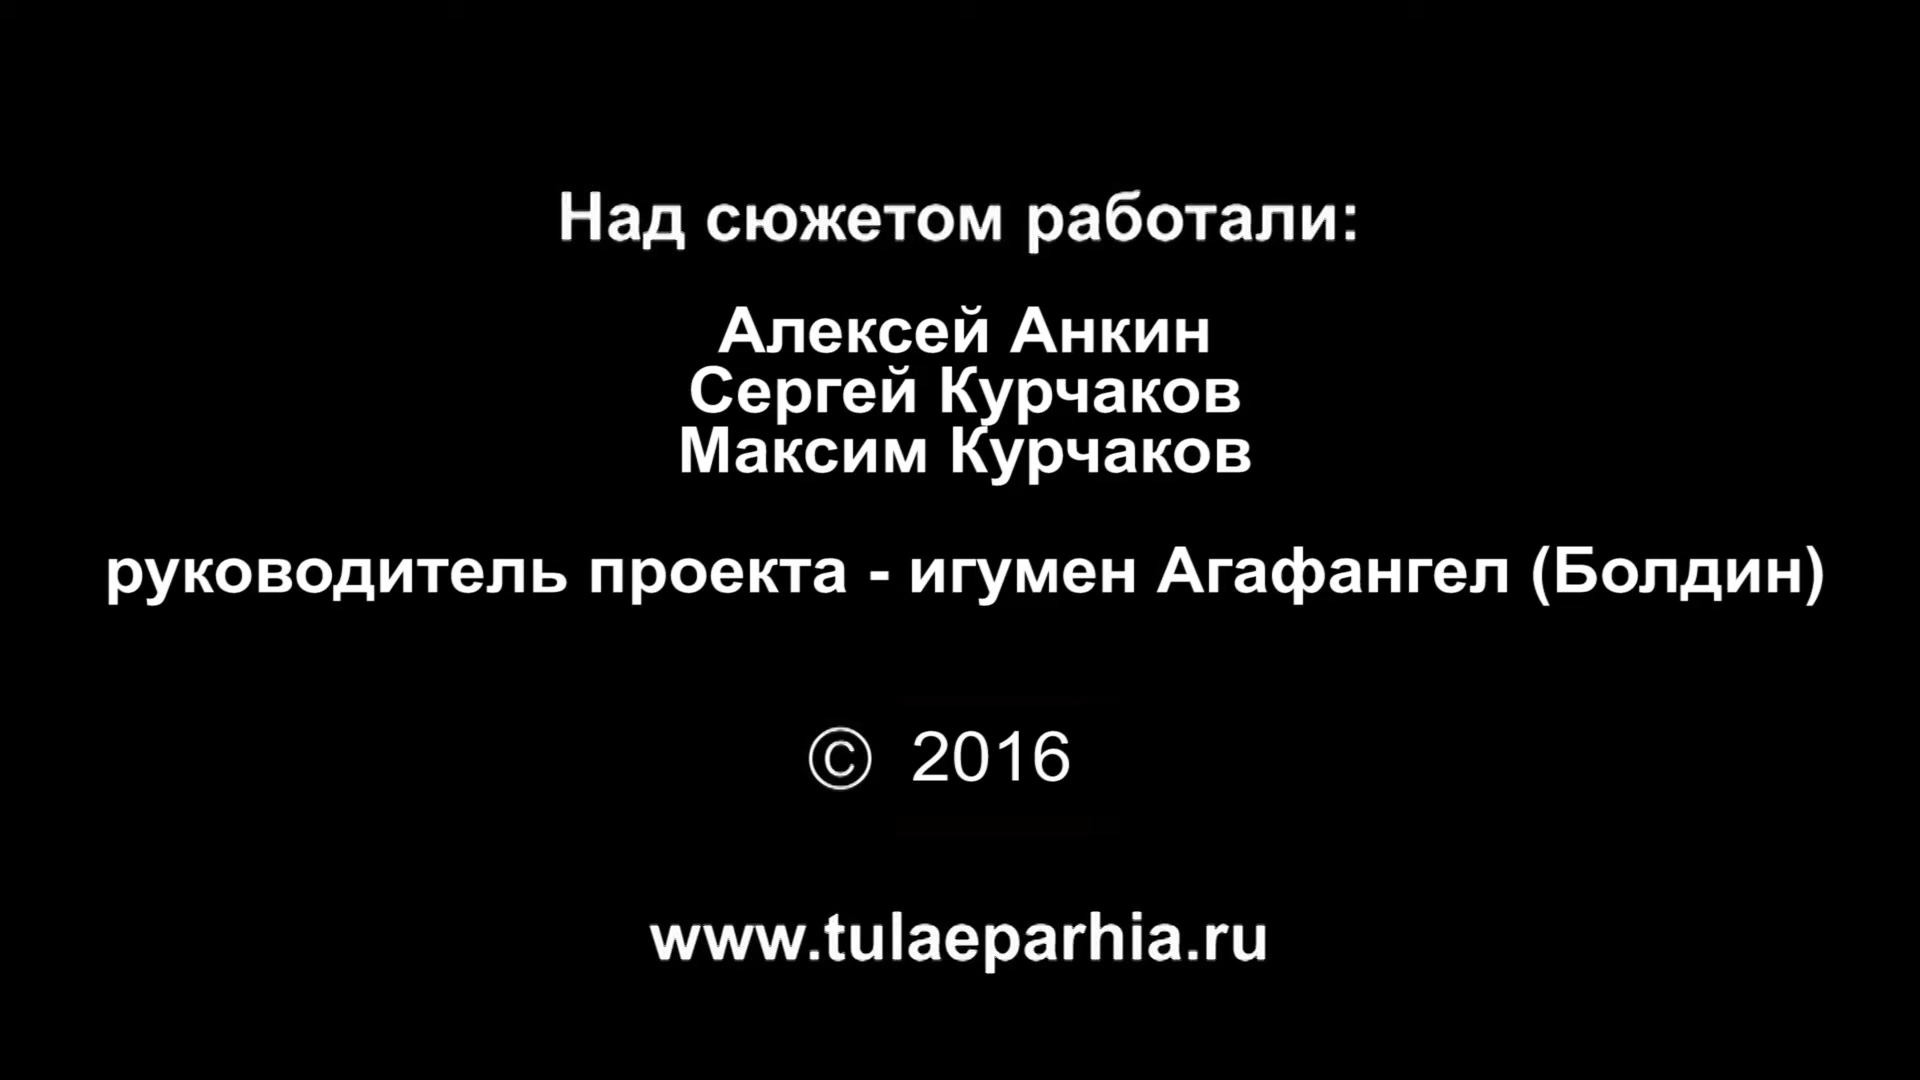 Над сюжетом работали:
Алексей Анкин
Сергей Курчаков
Максим Курчаков
руководитель проекта - игумен Агафангел (Болдин)
© 2016
www.tulaeparhia.ru